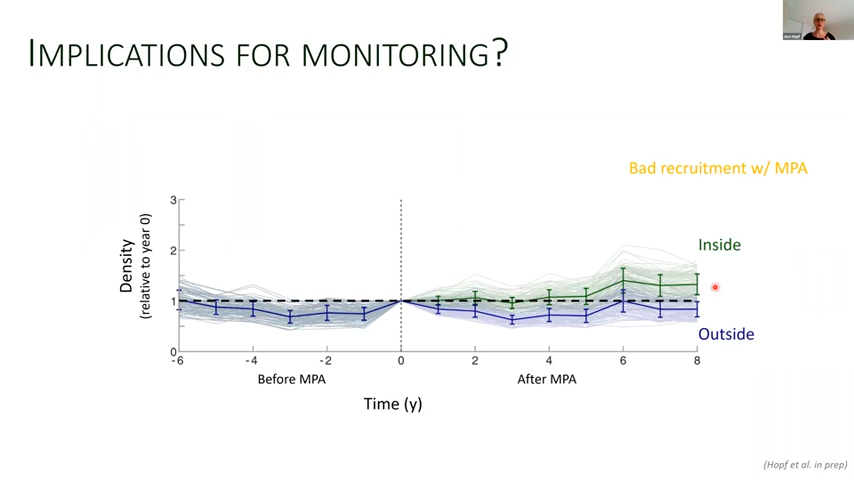 IMPLICATIONS FOR MONITORING?
Bad recruitment w/ MPA
Density
(relative to year 0)
3
2
1
0
Inside
Outside
-6
-4
-2
0
2
4
6
8
Before MPA
After MPA
Time (y)
(Hopf et al. in prep)